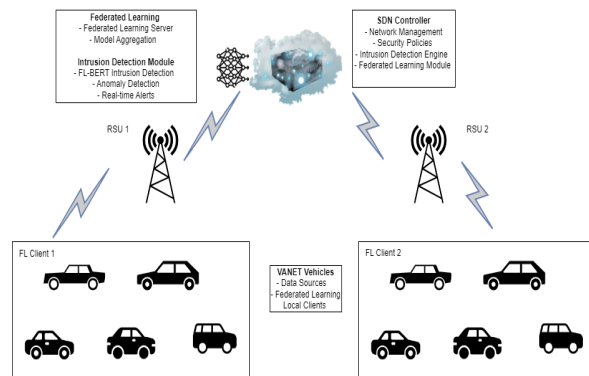 Federated Learning
- Federated Learning Server
- Model Aggregation
Intrusion Detection Module
- FL-BERT Intrusion Detection
- Anomaly Detection
- Real-time Alerts
SDN Controller
- Network Management
- Security Policies
- Intrusion Detection Engine
- Federated Learning Module
RSU 1
RSU 2
FL Client 1
VANET Vehicles
- Data Sources
- Federated Learning
Local Clients
FL Client 2